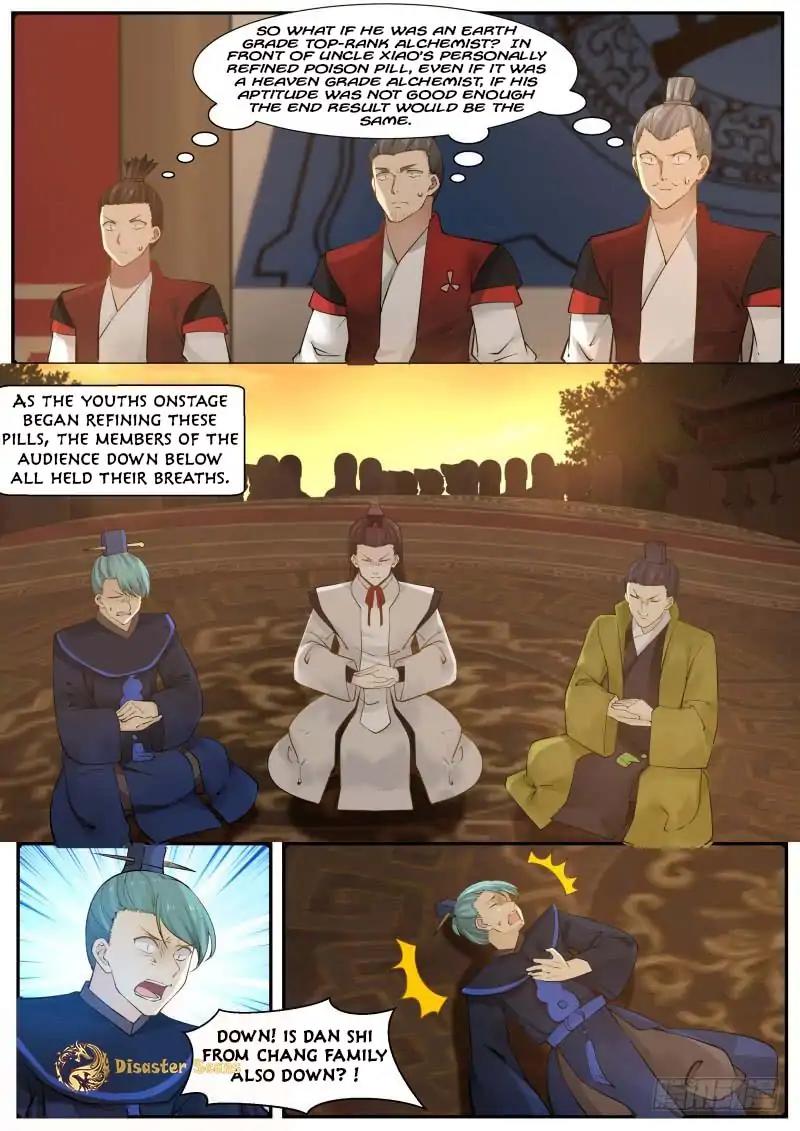 SO WHAT IF HE WAS AN EARTH
GRADE TOP-RANK ALCHEMIST? IN
FRONT OF UNCLE XIAO'S PERSONALLY
REFINED POISON PILL, EVEN IF IT WAS
A HEAVEN GRADE ALCHEMIST, IF HIS
APTITUDE WAS NOT GOOD ENOUGH
THE END RESULT WOULD BE THE
SAME.
AS THE YOUTHS ONSTAGE
BEGAN REFINING THESE
PILLS, THE MEMBERS OF THE
AUDIENCE DOWN BELOW
ALL HELD THEIR BREATHS.
DOWN! IS DAN SHI
FROM CHANG FAMILY
ALSO DOWN? !
Disaster Scans